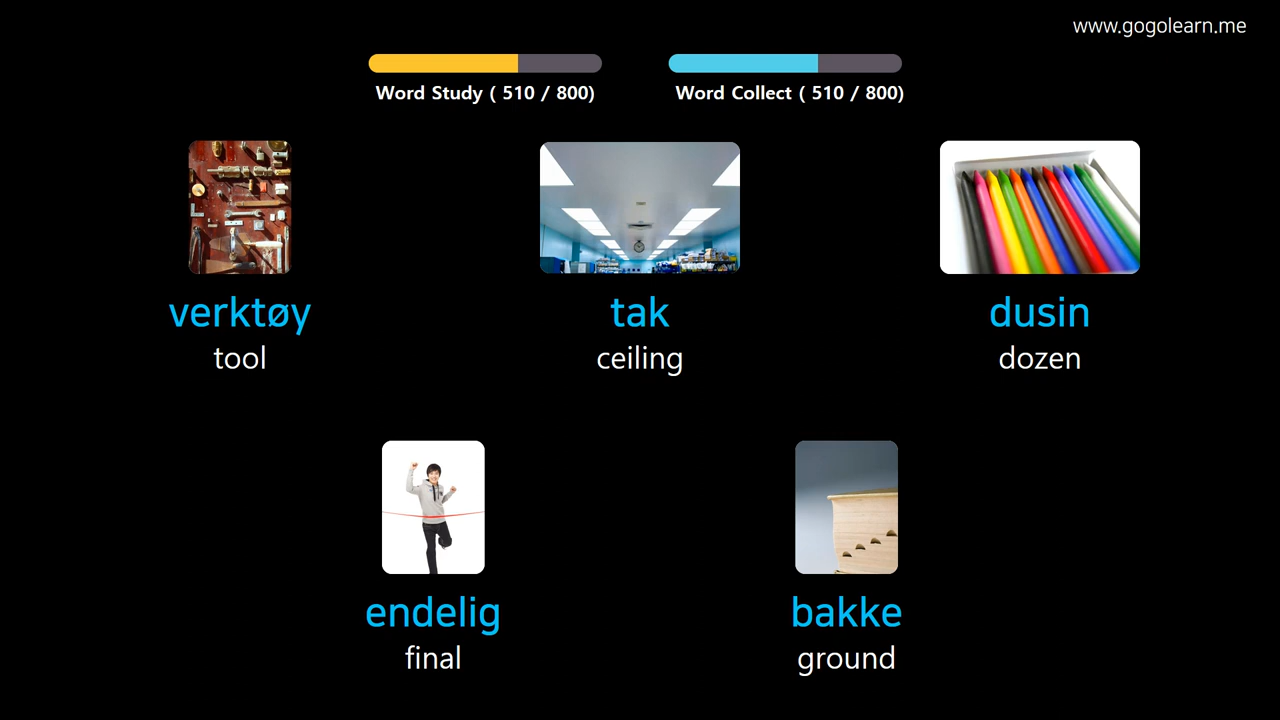 www.gogolearn.me
Word Study ( 510 / 800)
Word Collect ( 510 / 800)
verktøy
tool
tak
ceiling
dusin
dozen
endelig
final
bakke
ground